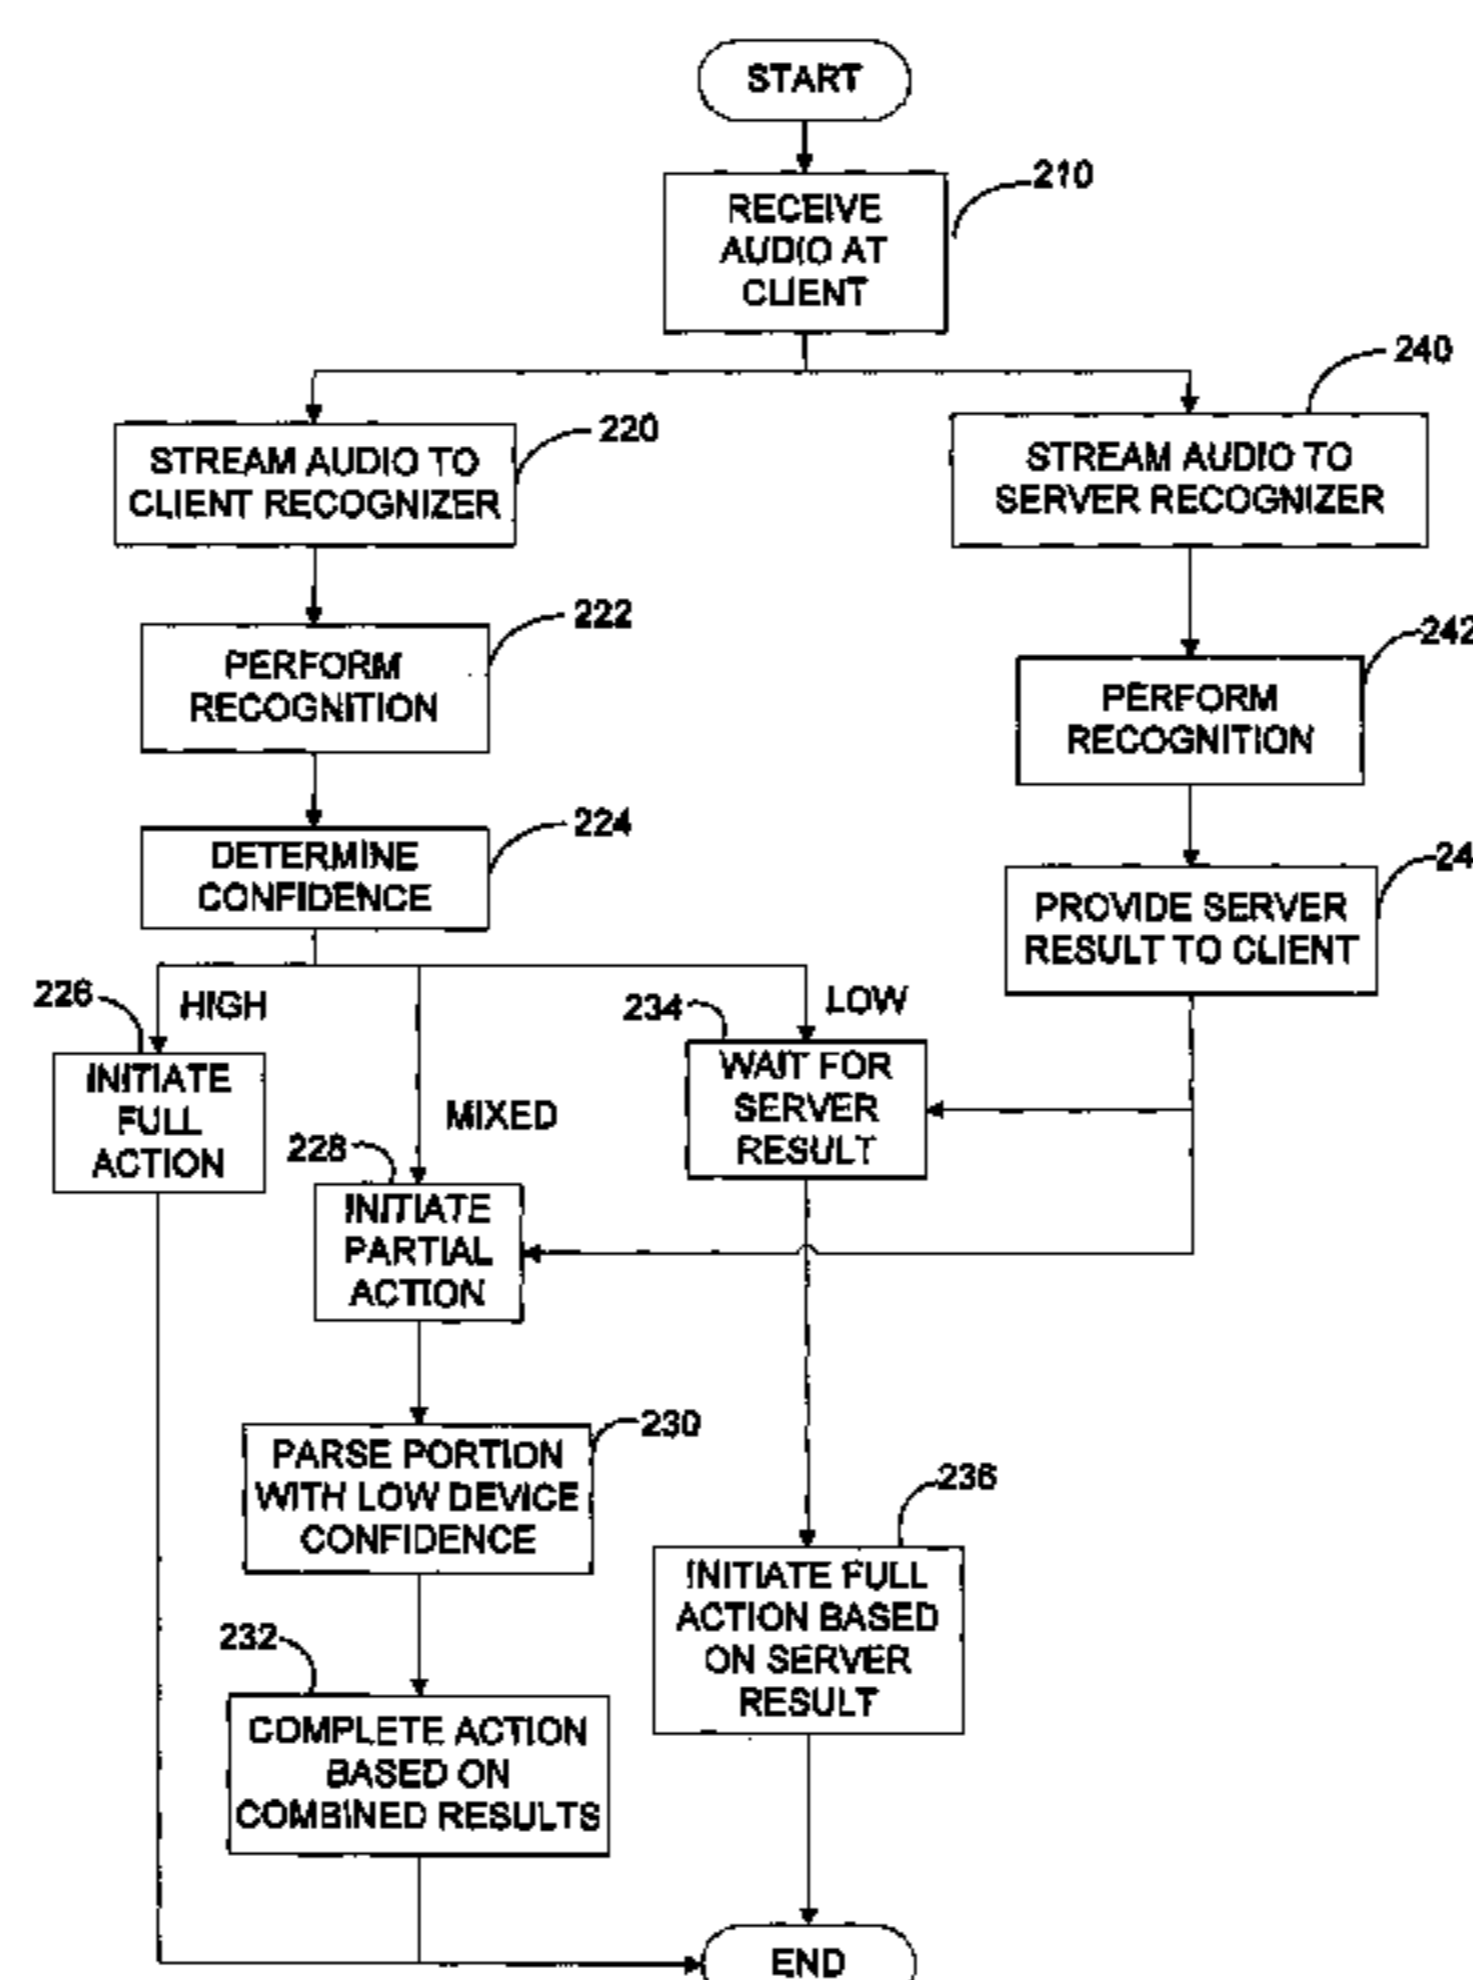 START
210
RECEIVE
AUDIO AT
CLIENT
240
220
STREAM AUDIO TO
CLIENT RECOGNIZER
STREAM AUDIO TO
SERVER RECOGNIZER
222
PERFORM
RECOGNITION
242
PERFORM
RECOGNITION
224
DETERMINE
CONFIDENCE
24
PROVIDE SERVER
RESULT TO CLIENT
226
HIGH
234
LOW
INITIATE
FULL
ACTION
WAIT FOR
SERVER
RESULT
MIXED
228
INITIATE
PARTIAL
ACTION
230
PARSE PORTION
WITH LOW DEVICE
CONFIDENCE
236
INITIATE FULL
ACTION BASED
ON SERVER
RESULT
232
COMPLETE ACTION
BASED ON
COMBINED RESULTS
END